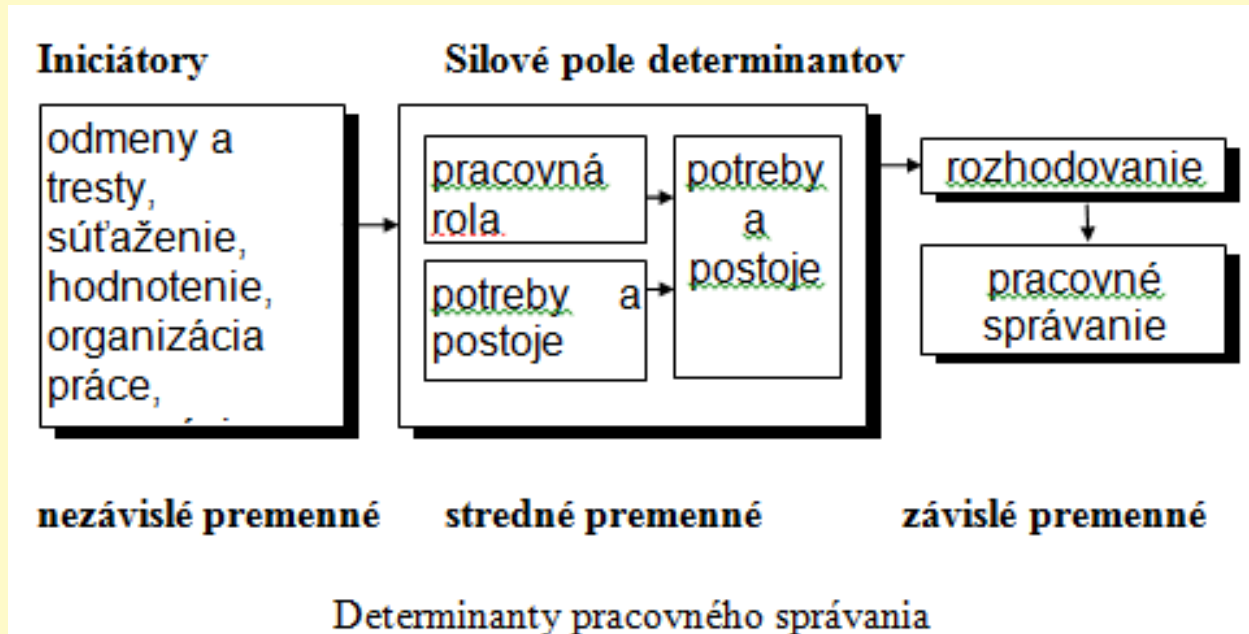 Iniciátory
Silové pole determinantov
odmeny a
tresty,
súťaženie,
hodnotenie,
organizácia
práce,
pracovná
rola
potreby a
postoje
potreby
a
postoje
rozhodovanie
pracovné
správanie
nezávislé premenné
stredné premenné
závislé premenné
Determinanty pracovného správania